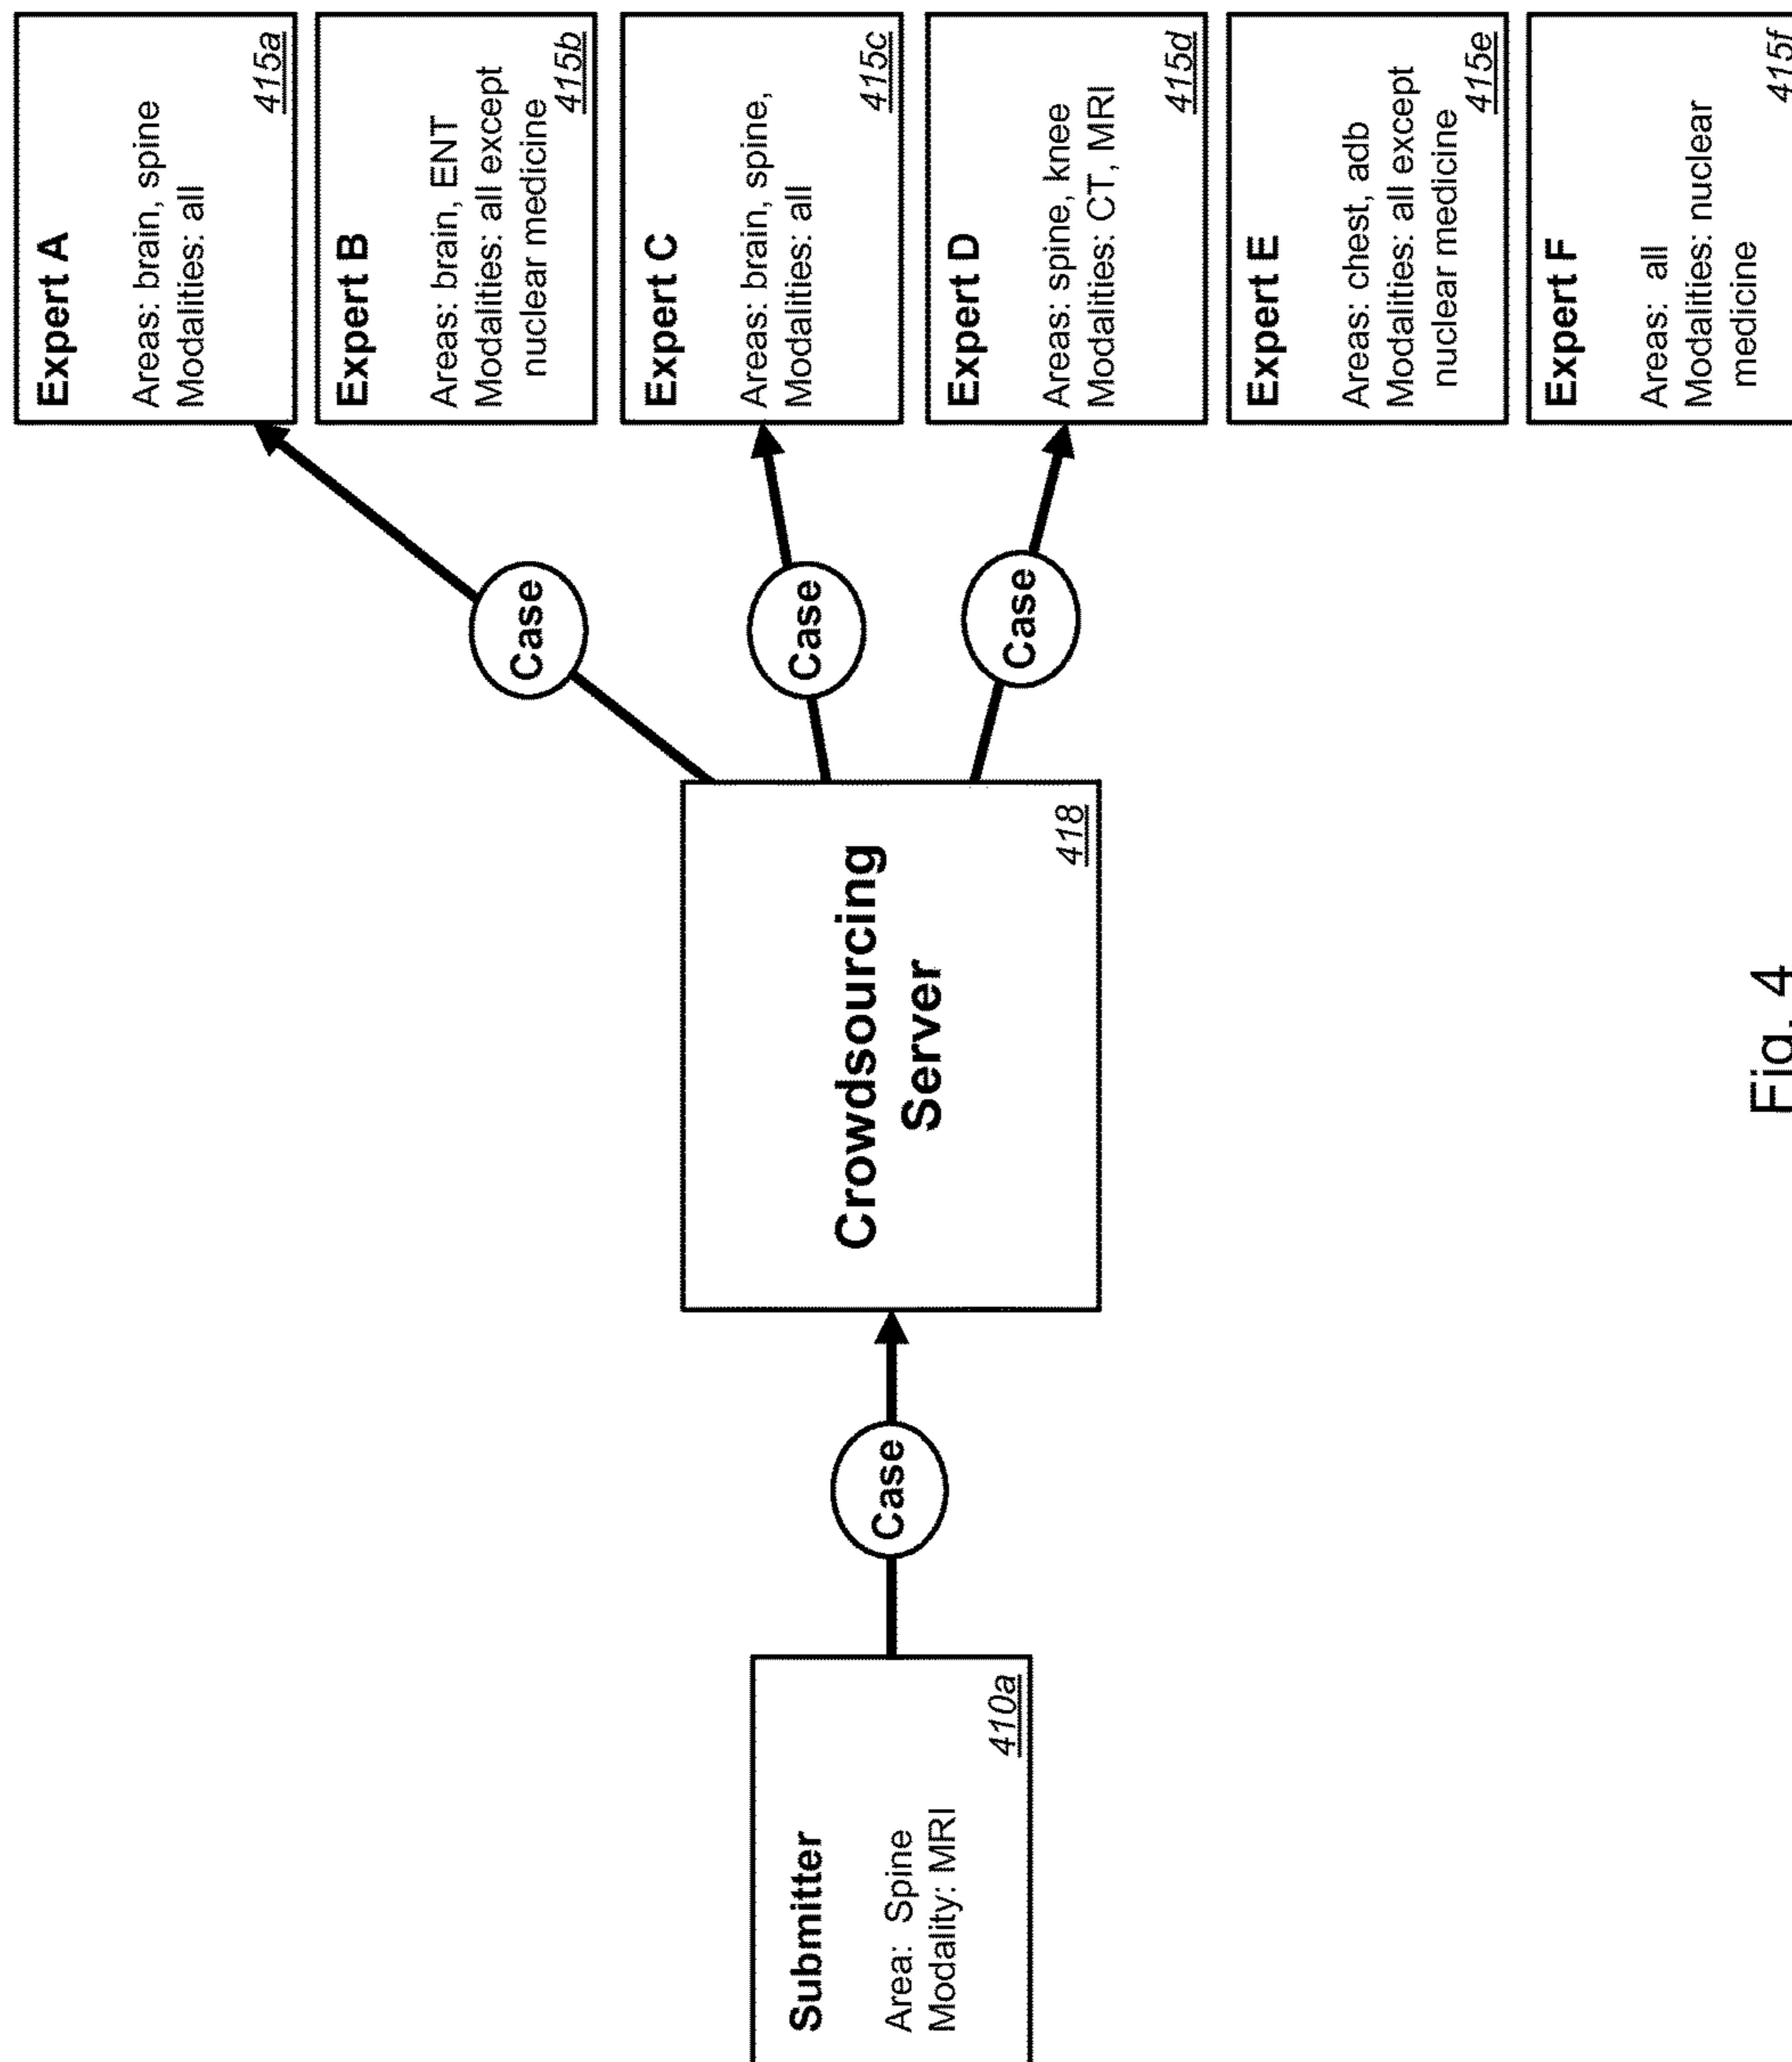 Submitter
Area: Spine
Modality: MRI
410a
Case
Crowdsourcing
Server
418
Case
Case
Case
Expert A
Areas: brain, spine
Modalities: all
415a
Expert B
Areas: brain, ENT
Modalities: all except
nuclear medicine
415b
Expert C
Areas: brain, spine,
Modalities: all
415c
Expert D
Areas: spine, knee
Modalities: CT, MRI
415d
Expert E
Areas: chest, adb
Modalities: all except
nuclear medicine
415e
Expert F
Areas: all
Modalities: nuclear
medicine
415f
Fig. 4